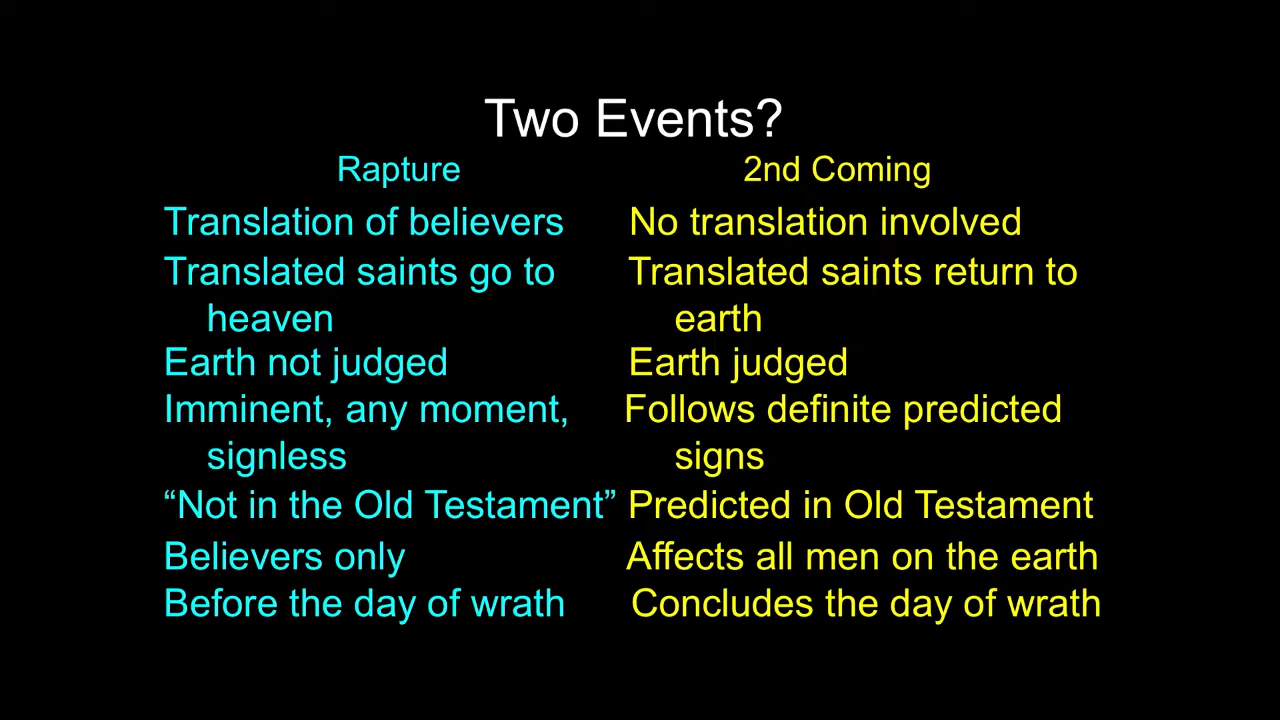 Two Events?
Rapture 2nd Coming
Translation of believers No translation involved
Translated saints go to Translated saints return to
heaven earth
Earth not judged Earth judged
Imminent, any moment, Follows definite predicted
signless signs
“Not in the Old Testament” Predicted in Old Testament
Believers only Affects all men on the earth
Before the day of wrath Concludes the day of wrath